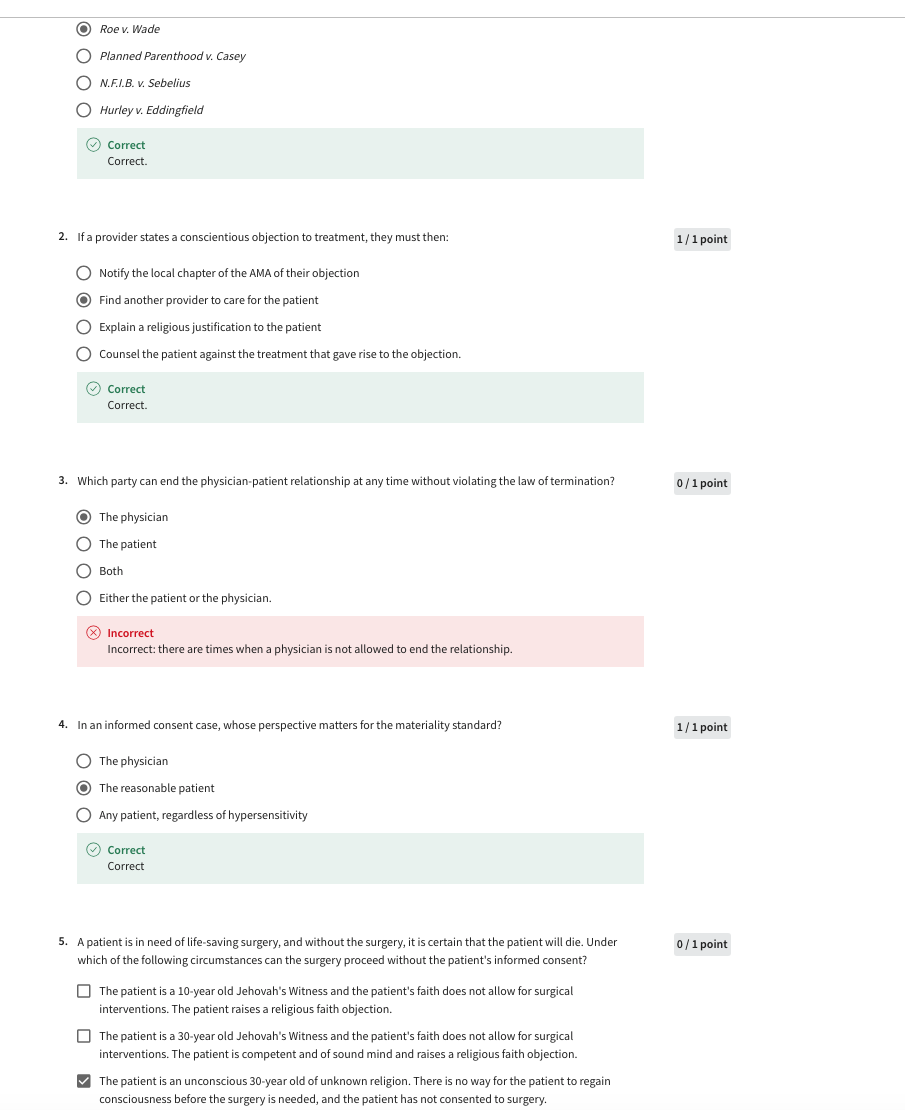 Roe v. Wade
Planned Parenthood v. Casey
N.F.I.B. v. Sebelius
Hurley v. Eddingfield
Correct
Correct.
2. If a provider states a conscientious objection to treatment, they must then:
1 / 1 point
Notify the local chapter of the AMA of their objection
Find another provider to care for the patient
Explain a religious justification to the patient
Counsel the patient against the treatment that gave rise to the objection.
Correct
Correct.
3. Which party can end the physician-patient relationship at any time without violating the law of termination?
0 / 1 point
The physician
The patient
Both
Either the patient or the physician.
Incorrect
Incorrect: there are times when a physician is not allowed to end the relationship.
4. In an informed consent case, whose perspective matters for the materiality standard?
1 / 1 point
The physician
The reasonable patient
Any patient, regardless of hypersensitivity
Correct
Correct
5. A patient is in need of life-saving surgery, and without the surgery, it is certain that the patient will die. Under
which of the following circumstances can the surgery proceed without the patient's informed consent?
0 / 1 point
The patient is a 10-year old Jehovah's Witness and the patient's faith does not allow for surgical
interventions. The patient raises a religious faith objection.
The patient is a 30-year old Jehovah's Witness and the patient's faith does not allow for surgical
interventions. The patient is competent and of sound mind and raises a religious faith objection.
The patient is an unconscious 30-year old of unknown religion. There is no way for the patient to regain
consciousness before the surgery is needed, and the patient has not consented to surgery.